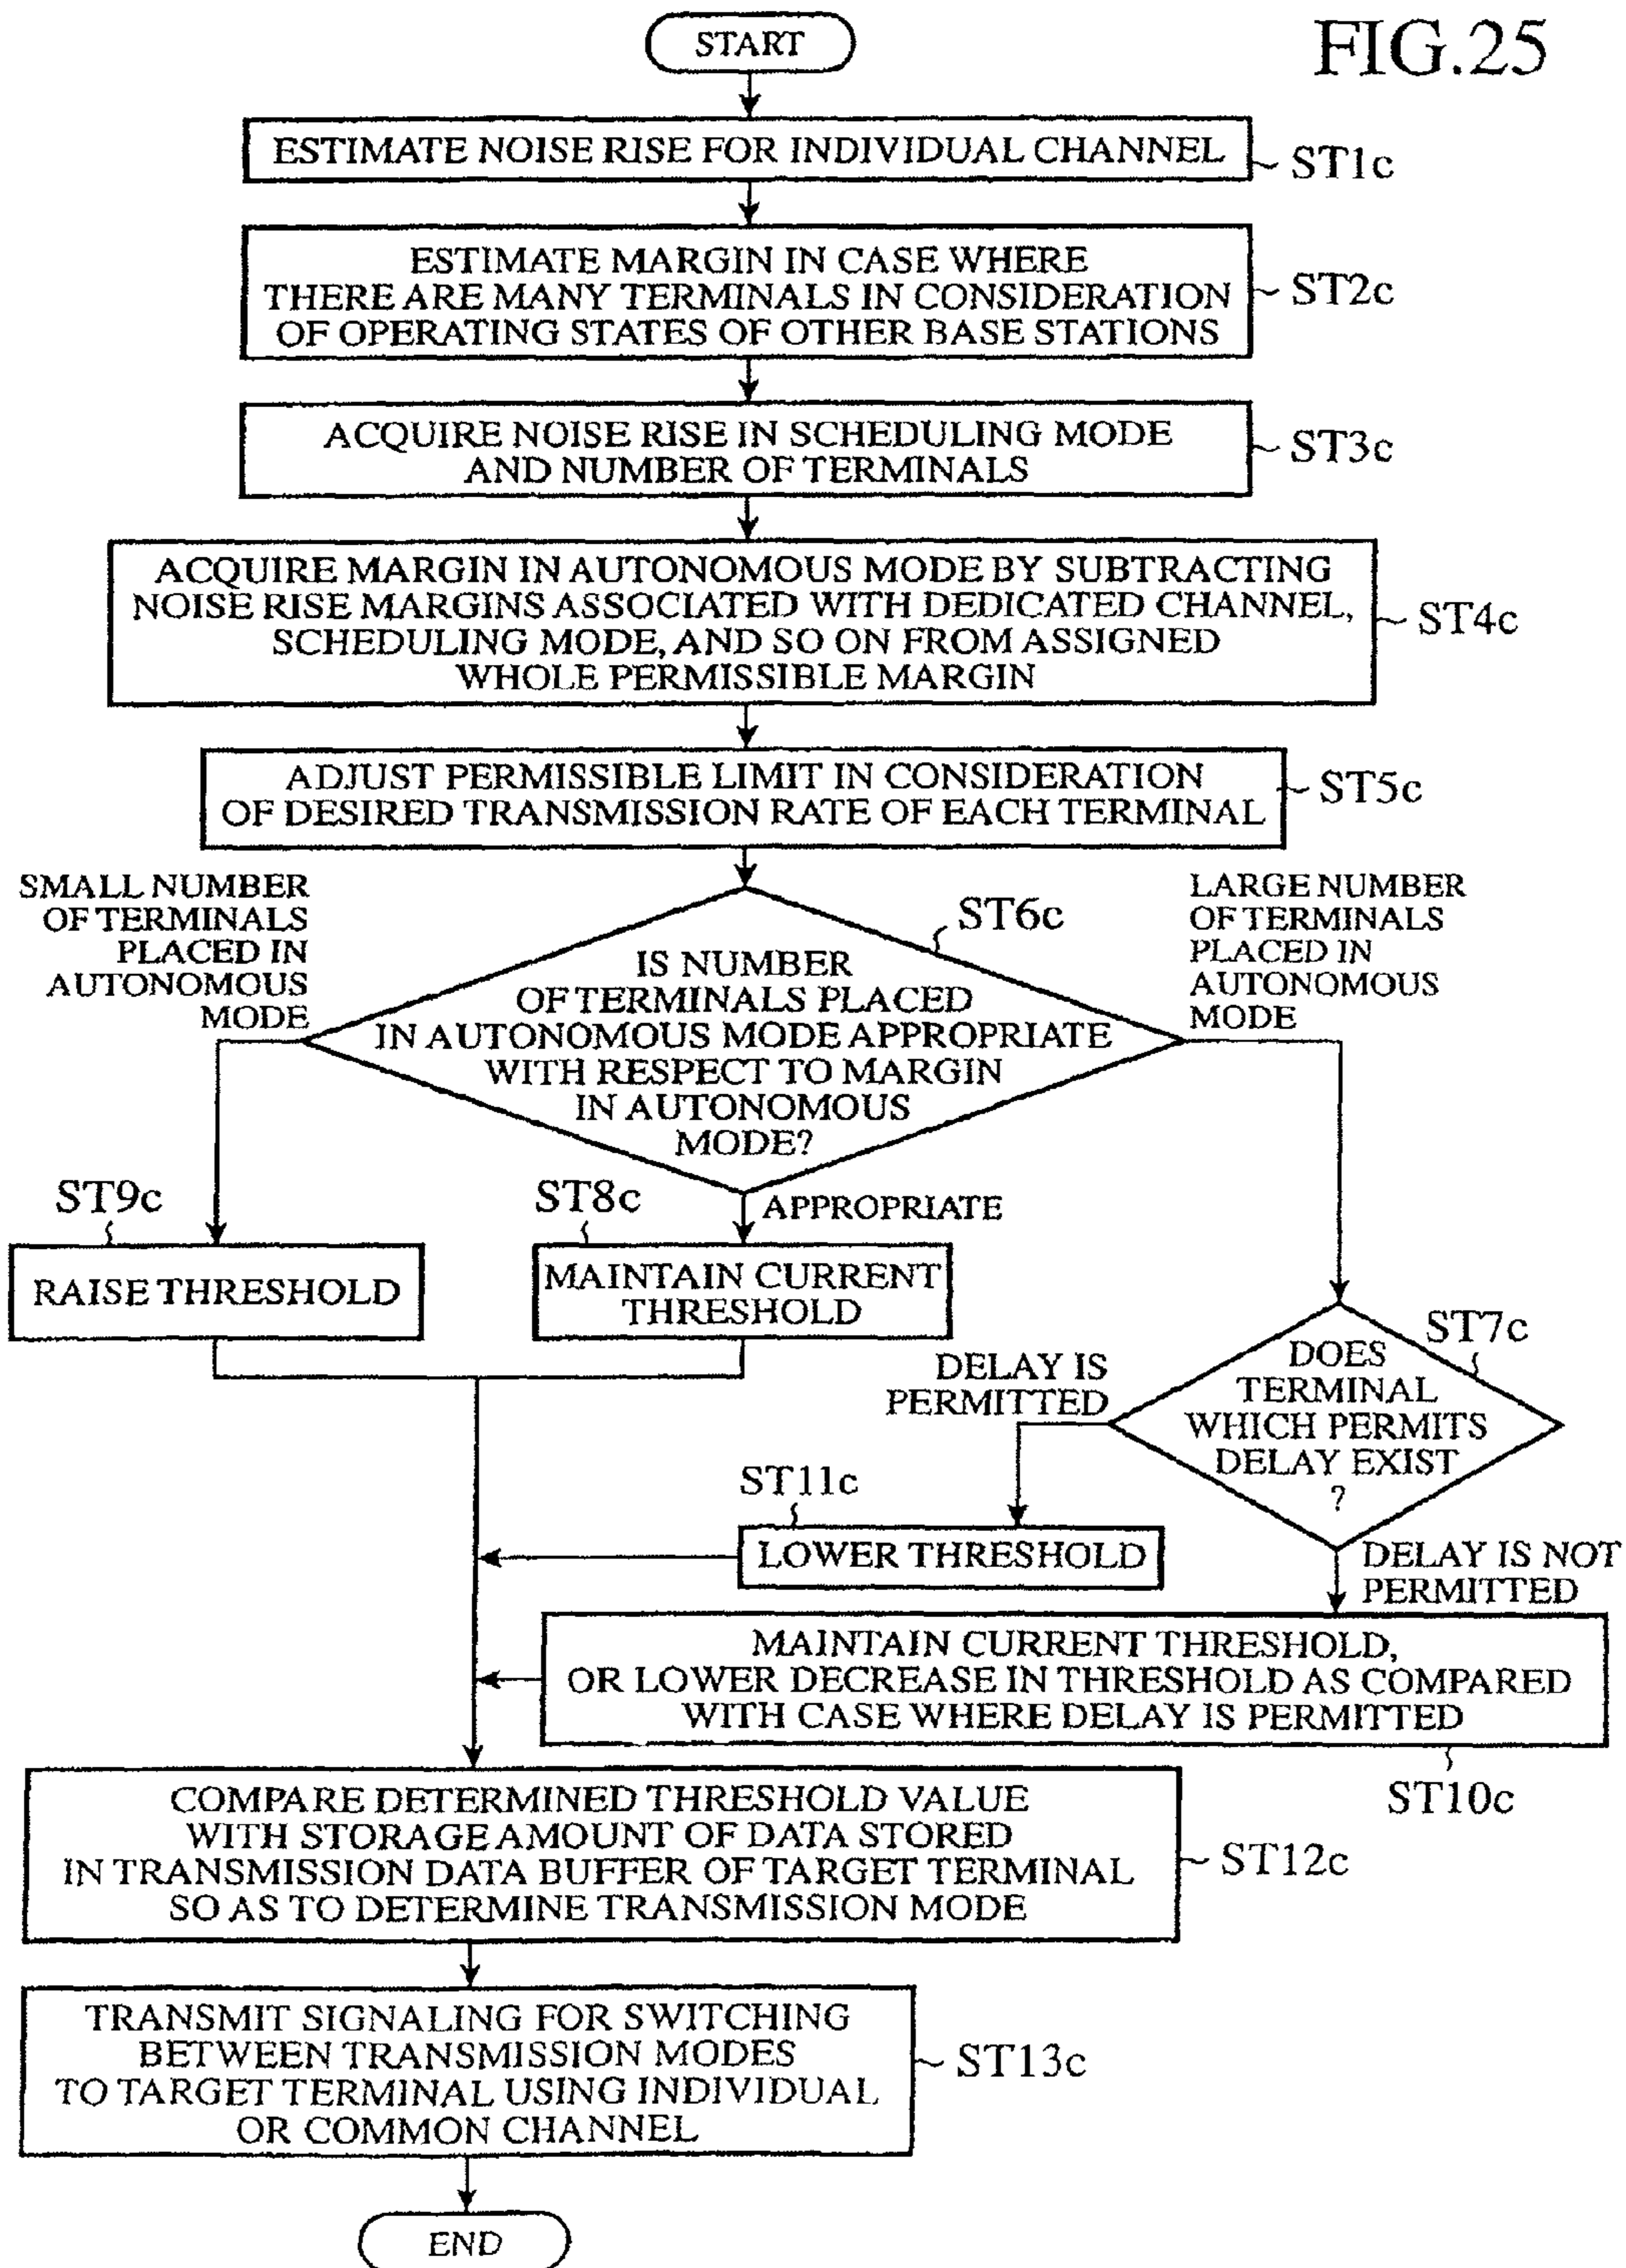 FIG.25
START
ESTIMATE NOISE RISE FOR INDIVIDUAL CHANNEL
ST1c
ESTIMATE MARGIN IN CASE WHERE
THERE ARE MANY TERMINALS IN CONSIDERATION
OF OPERATING STATES OF OTHER BASE STATIONS
ST2c
ACQUIRE NOISE RISE IN SCHEDULING MODE
AND NUMBER OF TERMINALS
ST3c
ACQUIRE MARGIN IN AUTONOMOUS MODE BY SUBTRACTING
NOISE RISE MARGINS ASSOCIATED WITH DEDICATED CHANNEL,
SCHEDULING MODE, AND SO ON FROM ASSIGNED
WHOLE PERMISSIBLE MARGIN
ST4c
ADJUST PERMISSIBLE LIMIT IN CONSIDERATION
OF DESIRED TRANSMISSION RATE OF EACH TERMINAL
ST5c
SMALL NUMBER
OF TERMINALS
PLACED IN
AUTONOMOUS
MODE
ST6c
IS NUMBER
OF TERMINALS PLACED
IN AUTONOMOUS MODE APPROPRIATE
WITH RESPECT TO MARGIN
IN AUTONOMOUS
MODE?
LARGE NUMBER
OF TERMINALS
PLACED IN
AUTONOMOUS
MODE
ST9c
RAISE THRESHOLD
ST8c
APPROPRIATE
MAINTAIN CURRENT
THRESHOLD
ST7c
DOES
TERMINAL
WHICH PERMITS
DELAY EXIST
?
DELAY IS
PERMITTED
ST11c
LOWER THRESHOLD
DELAY IS NOT
PERMITTED
MAINTAIN CURRENT THRESHOLD,
OR LOWER DECREASE IN THRESHOLD AS COMPARED
WITH CASE WHERE DELAY IS PERMITTED
ST10c
COMPARE DETERMINED THRESHOLD VALUE
WITH STORAGE AMOUNT OF DATA STORED
IN TRANSMISSION DATA BUFFER OF TARGET TERMINAL
SO AS TO DETERMINE TRANSMISSION MODE
ST12c
TRANSMIT SIGNALING FOR SWITCHING
BETWEEN TRANSMISSION MODES
TO TARGET TERMINAL USING INDIVIDUAL
OR COMMON CHANNEL
ST13c
END